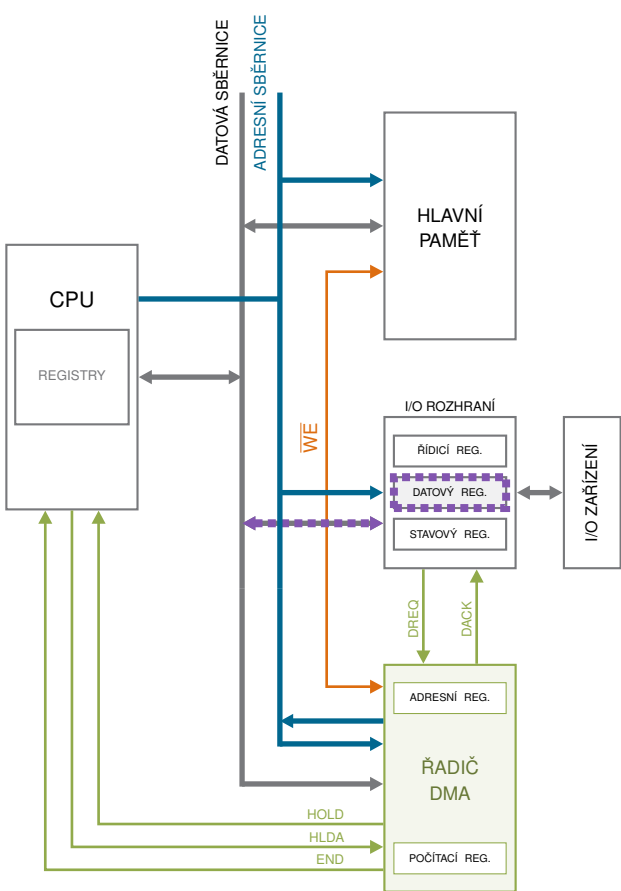 DATOVÁ SBĚRNICE
ADRESNÍ SBĚRNICE
HLAVNÍ
PAMĚŤ
CPU
REGISTRY
WE
I/O ROZHRANÍ
ŘÍDICÍ REG.
DATOVÝ REG.
STAVOVÝ REG.
I/O ZAŘÍZENÍ
DREQ
DACK
ADRESNÍ REG.
ŘADIČ
DMA
HOLD
HLDA
END
POČÍTACÍ REG.